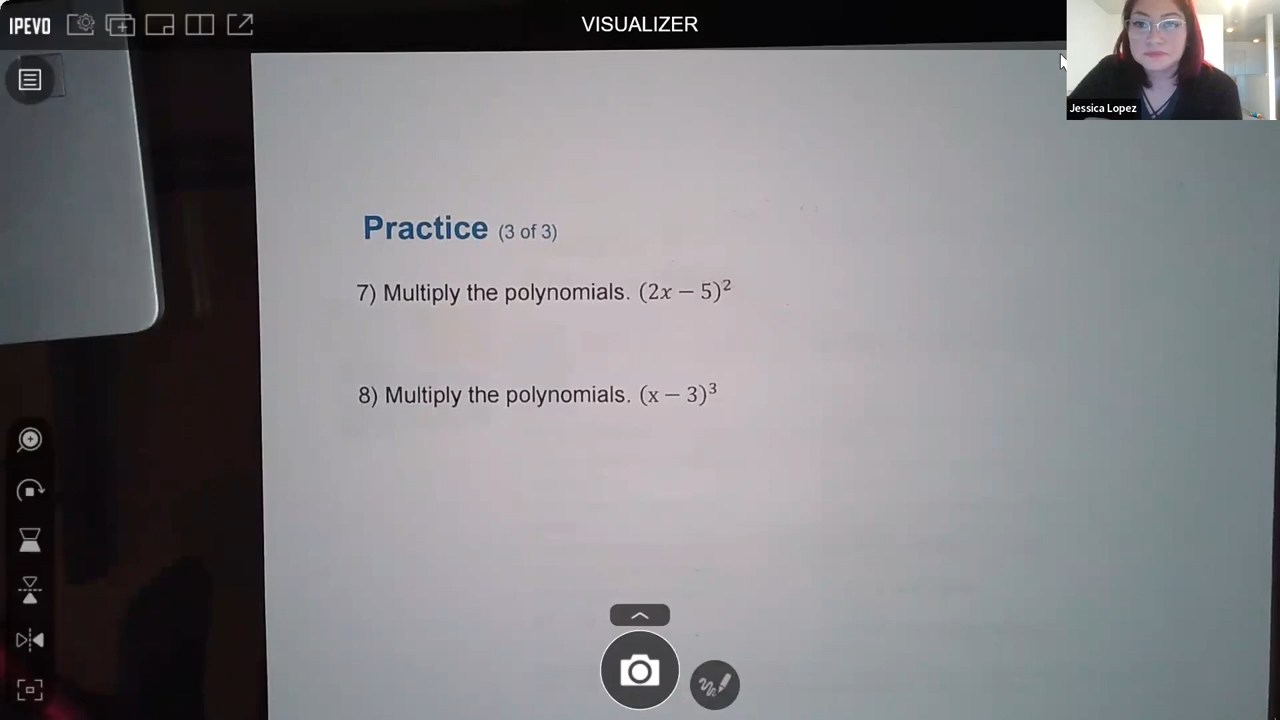 IPEVO
VISUALIZER
Jessica Lopez
Practice (3 of 3)
7) Multiply the polynomials. (2x − 5)²
8) Multiply the polynomials. (x − 3)³